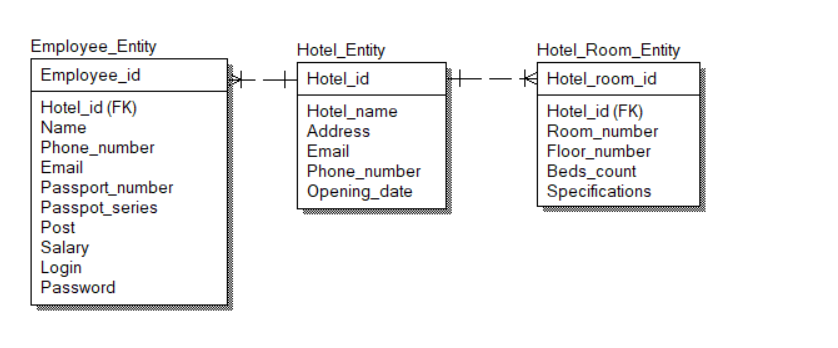 Employee_Entity
Employee_id
Hotel_id (FK)
Name
Phone_number
Email
Passport_number
Passpot_series
Post
Salary
Login
Password
Hotel_Entity
Hotel_id
Hotel_name
Address
Email
Phone_number
Opening_date
Hotel_Room_Entity
Hotel_room_id
Hotel_id (FK)
Room_number
Floor_number
Beds_count
Specifications